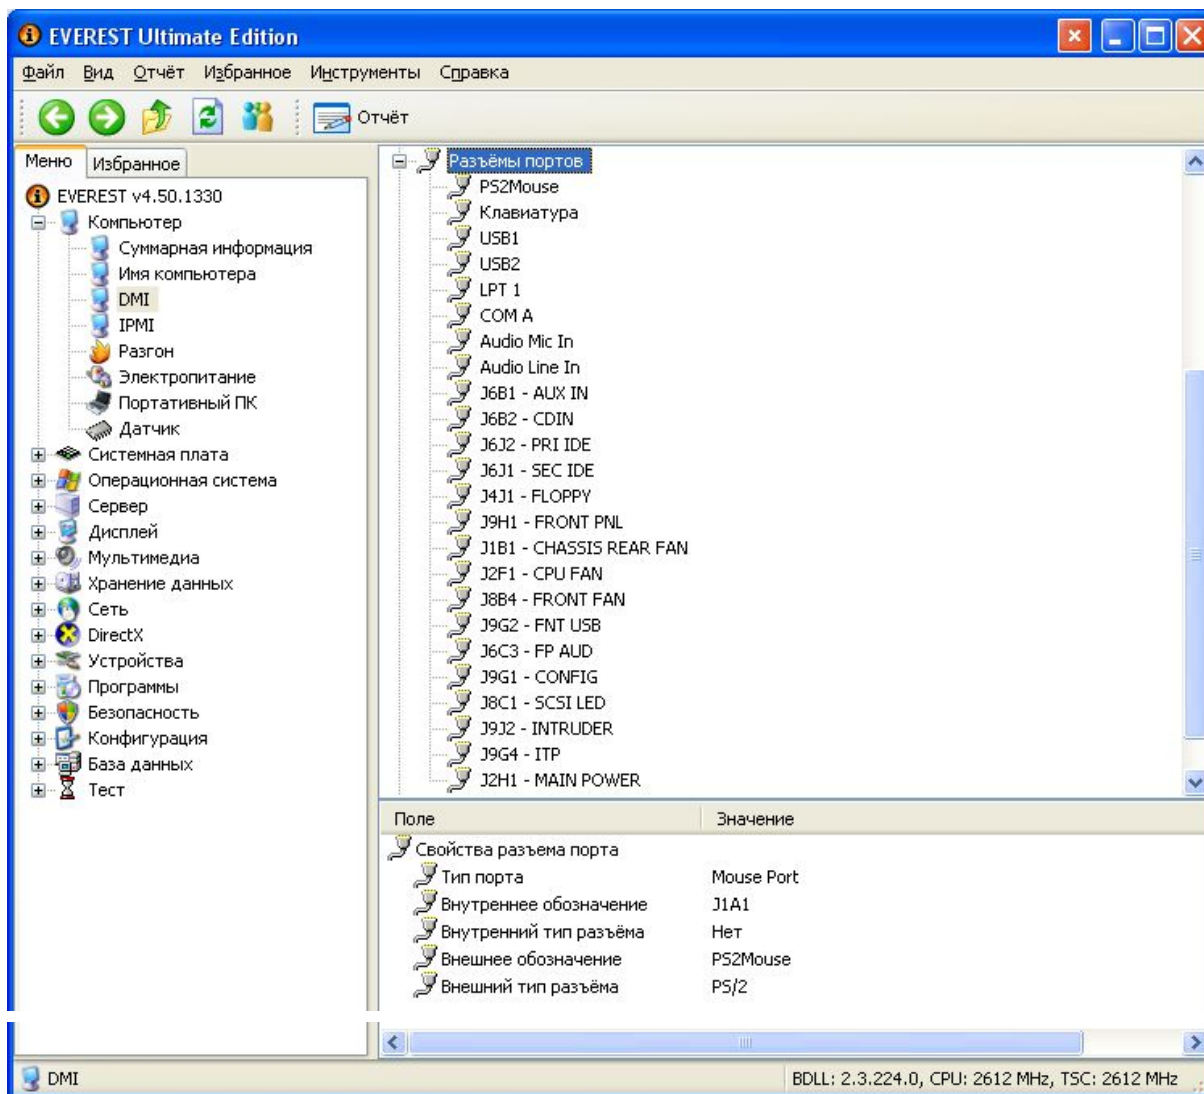 EVEREST Ultimate Edition
Файл Вид Отчёт Избранное Инструменты Справка
Отчёт
Меню Избранное
EVEREST v4.50.1330
Компьютер
Суммарная информация
Имя компьютера
DMI
IPMI
Разгон
Электропитание
Портативный ПК
Датчик
Системная плата
Операционная система
Сервер
Дисплей
Мультимедиа
Хранение данных
Сеть
DirectX
Устройства
Программы
Безопасность
Конфигурация
База данных
Тест
Разъёмы портов
PS2Mouse
Клавиатура
USB1
USB2
LPT 1
COM A
Audio Mic In
Audio Line In
J6B1 - AUX IN
J6B2 - CDIN
J6J2 - PRI IDE
J6J1 - SEC IDE
J4J1 - FLOPPY
J9H1 - FRONT PNL
J1B1 - CHASSIS REAR FAN
J2F1 - CPU FAN
J8B4 - FRONT FAN
J9G2 - FNT USB
J6C3 - FP AUD
J9G1 - CONFIG
J8C1 - SCSI LED
J9J2 - INTRUDER
J9G4 - ITP
J2H1 - MAIN POWER
Поле Значение
Свойства разъема порта
Тип порта Mouse Port
Внутреннее обозначение J1A1
Внутренний тип разъёма Нет
Внешнее обозначение PS2Mouse
Внешний тип разъёма PS/2
DMI BDLL: 2.3.224.0, CPU: 2612 MHz, TSC: 2612 MHz